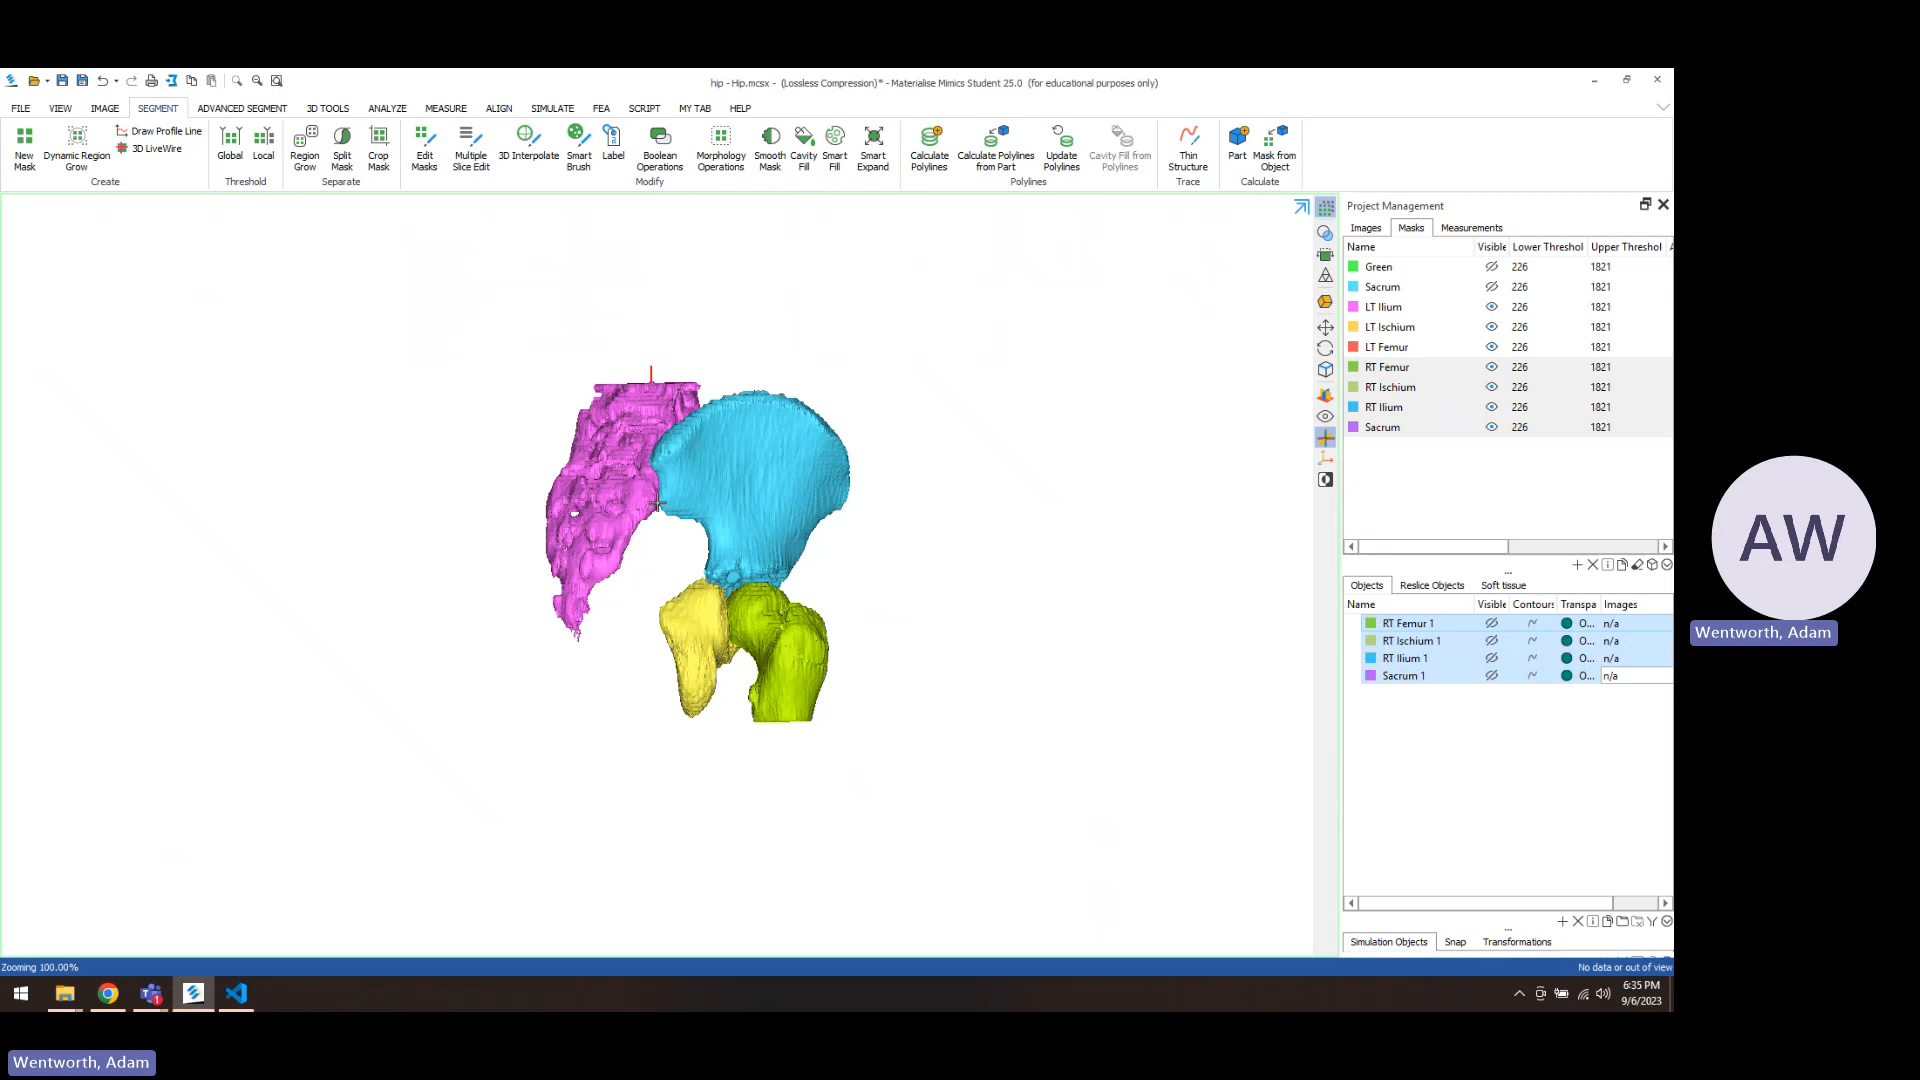 hip - Hip.mcsx - (Lossless Compression)* - Materialise Mimics Student 25.0 (for educational purposes only)
FILE VIEW IMAGE SEGMENT ADVANCED SEGMENT 3D TOOLS ANALYZE MEASURE ALIGN SIMULATE FEA SCRIPT MY TAB HELP
New Mask
Dynamic Region Grow
Draw Profile Line
3D LiveWire
Create
Global
Local
Threshold
Region Grow
Split Mask
Crop Mask
Separate
Edit Masks
Multiple Slice Edit
3D Interpolate
Smart Brush
Label
Boolean Operations
Morphology Operations
Smooth Mask
Cavity Fill
Smart Fill
Smart Expand
Modify
Calculate Polylines
Calculate Polylines from Part
Update Polylines
Cavity Fill from Polylines
Polylines
Thin Structure
Trace
Part
Mask from Object
Calculate
Project Management
Images Masks Measurements
Name Visible Lower Threshol Upper Threshol A
Green 226 1821
Sacrum 226 1821
LT Ilium 226 1821
LT Ischium 226 1821
LT Femur 226 1821
RT Femur 226 1821
RT Ischium 226 1821
RT Ilium 226 1821
Sacrum 226 1821
Objects Reslice Objects Soft tissue
Name Visible Contours Transpa Images
RT Femur 1 O... n/a
RT Ischium 1 O... n/a
RT Ilium 1 O... n/a
Sacrum 1 O... n/a
Simulation Objects Snap Transformations
Zooming 100.00%
No data or out of view
6:35 PM
9/6/2023
AW
Wentworth, Adam
Wentworth, Adam